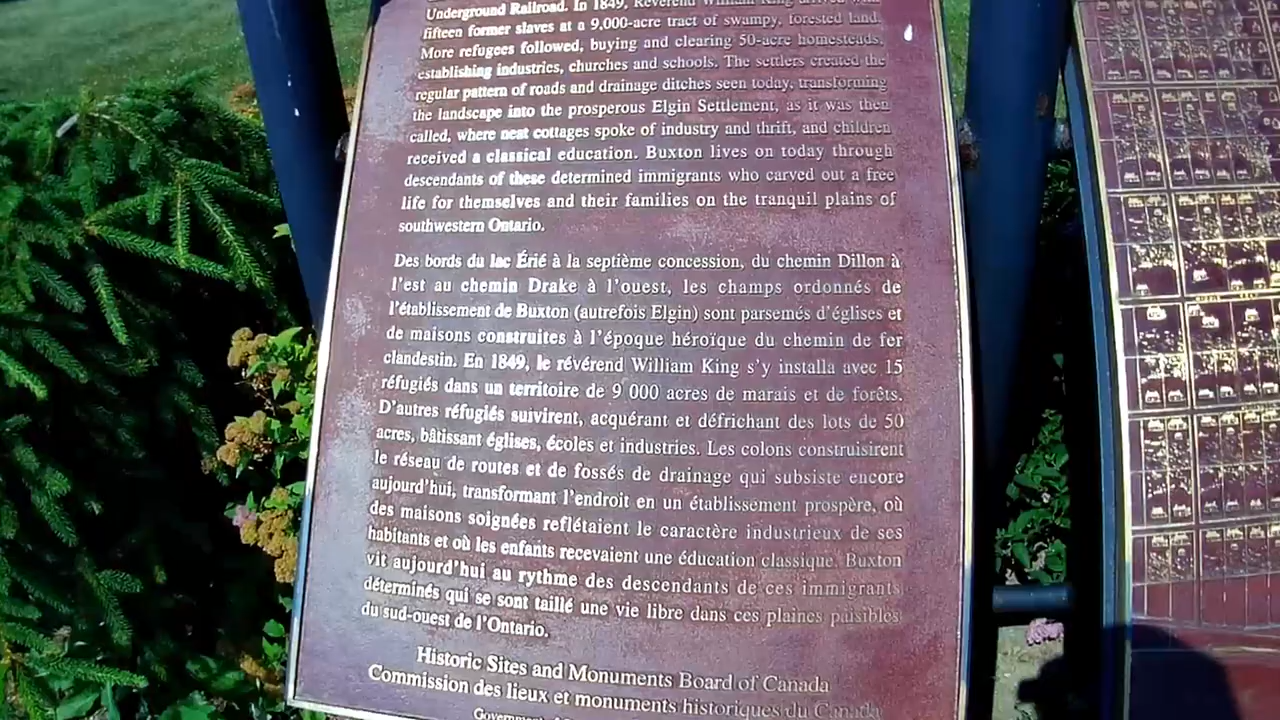 Underground Railroad. In 1849, Reverend William King arrived with
fifteen former slaves at a 9,000-acre tract of swampy, forested land.
More refugees followed, buying and clearing 50-acre homesteads,
establishing industries, churches and schools. The settlers created the
regular pattern of roads and drainage ditches seen today, transforming
the landscape into the prosperous Elgin Settlement, as it was then
called, where neat cottages spoke of industry and thrift, and children
received a classical education. Buxton lives on today through
descendants of these determined immigrants who carved out a free
life for themselves and their families on the tranquil plains of
southwestern Ontario.
Des bords du lac Érié à la septième concession, du chemin Dillon à
l'est au chemin Drake à l'ouest, les champs ordonnés de
l'établissement de Buxton (autrefois Elgin) sont parsemés d'églises et
de maisons construites à l'époque héroïque du chemin de fer
clandestin. En 1849, le révérend William King s'y installa avec 15
réfugiés dans un territoire de 9 000 acres de marais et de forêts.
D'autres réfugiés suivirent, acquérant et défrichant des lots de 50
acres, bâtissant églises, écoles et industries. Les colons construisirent
le réseau de routes et de fossés de drainage qui subsiste encore
aujourd'hui, transformant l'endroit en un établissement prospère, où
des maisons soignées reflétaient le caractère industrieux de ses
habitants et où les enfants recevaient une éducation classique. Buxton
vit aujourd'hui au rythme des descendants de ces immigrants
déterminés qui se sont taillé une vie libre dans ces plaines paisibles
du sud-ouest de l'Ontario.
Historic Sites and Monuments Board of Canada
Commission des lieux et monuments historiques du Canada